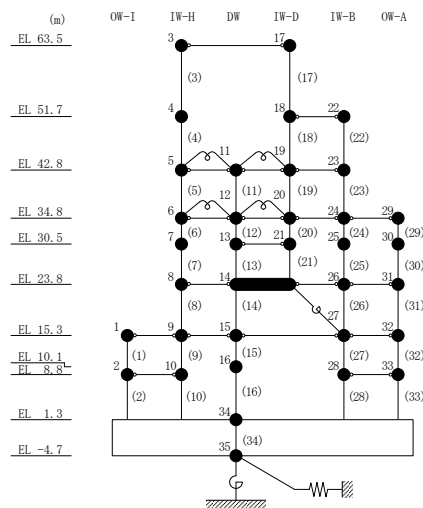 (m) OW-I IW-H DW IW-D IW-B OW-A
EL 63.5 3 17
(3) (17)
EL 51.7 4 18 22
(4) (18) (22)
11 19
EL 42.8 5 23
(5) (11) (19) (23)
12 20
EL 34.8 6 24 29
(6) (12) (20) (24) (29)
EL 30.5 7 13 21 25 30
(7) (13) (21) (25) (30)
EL 23.8 8 14 26 31
(8) (14) (26) (31)
27
EL 15.3 1 9 15 32
(1) (9) (15) (27) (32)
EL 10.1 16
EL 8.8 2 10 28 33
(2) (10) (16) (28) (33)
EL 1.3 34
EL -4.7 35 (34)